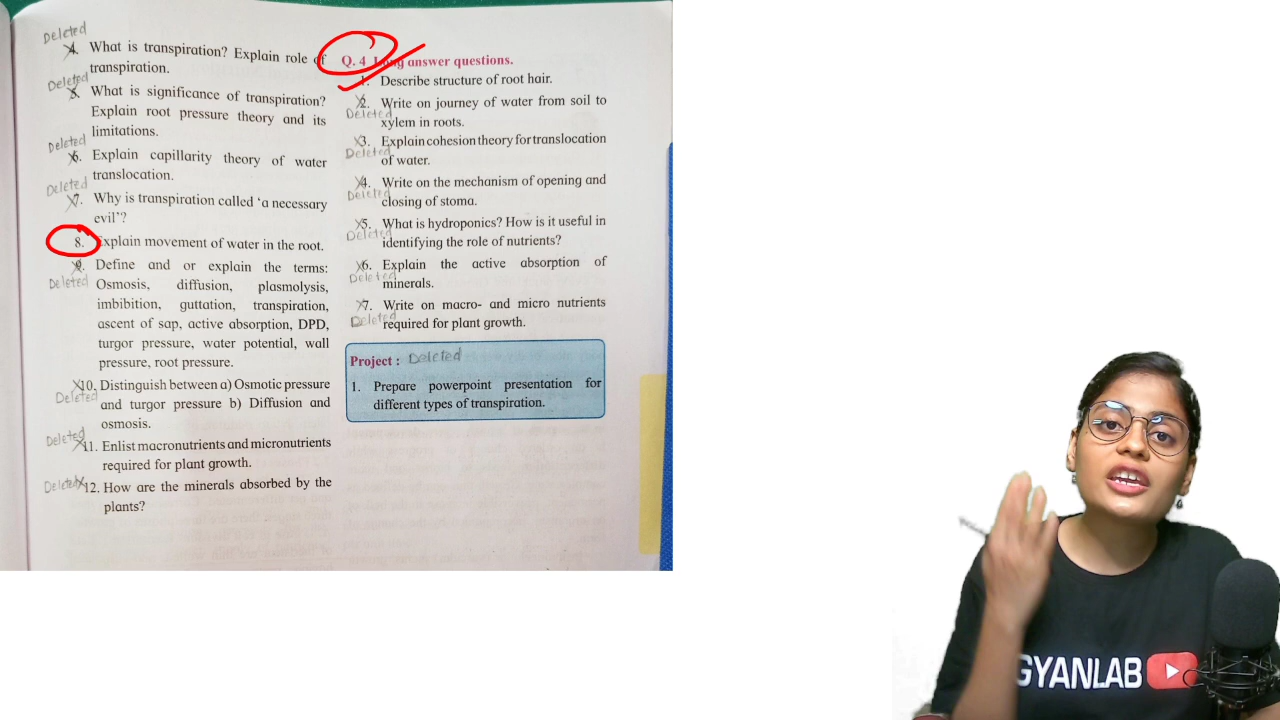 Deleted
4. What is transpiration? Explain role of
transpiration.
Deleted
5. What is significance of transpiration?
Explain root pressure theory and its
limitations.
Deleted
6. Explain capillarity theory of water
translocation.
Deleted
7. Why is transpiration called ‘a necessary
evil’?
8. Explain movement of water in the root.
9. Define and or explain the terms:
Deleted
Osmosis, diffusion, plasmolysis,
imbibition, guttation, transpiration,
ascent of sap, active absorption, DPD,
turgor pressure, water potential, wall
pressure, root pressure.
10. Distinguish between a) Osmotic pressure
Deleted
and turgor pressure b) Diffusion and
osmosis.
Deleted
11. Enlist macronutrients and micronutrients
required for plant growth.
Deleted
12. How are the minerals absorbed by the
plants?
Q. 4 Long answer questions.
1. Describe structure of root hair.
2. Write on journey of water from soil to
Deleted
xylem in roots.
3. Explain cohesion theory for translocation
Deleted
of water.
4. Write on the mechanism of opening and
Deleted
closing of stoma.
5. What is hydroponics? How is it useful in
Deleted
identifying the role of nutrients?
6. Explain the active absorption of
Deleted
minerals.
7. Write on macro- and micro nutrients
Deleted
required for plant growth.
Project : Deleted
1. Prepare powerpoint presentation for
different types of transpiration.
GYANLAB